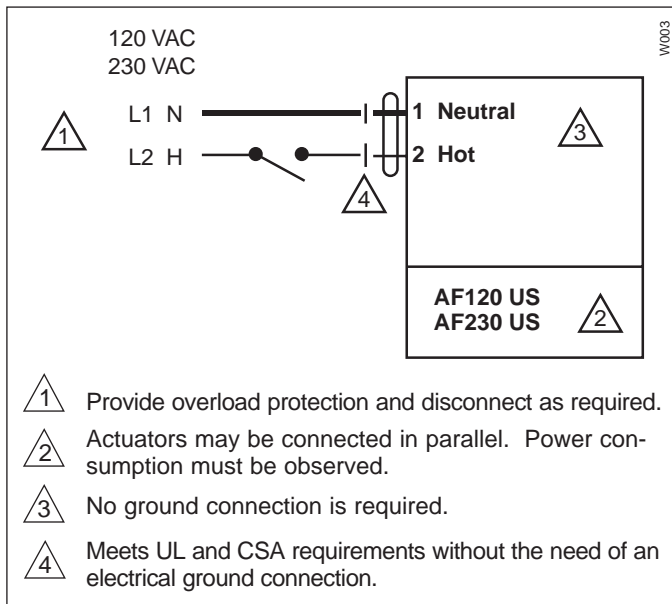 W003
120 VAC
230 VAC
1
L1 N
1 Neutral
3
L2 H
2 Hot
4
AF120 US
AF230 US
2
1 Provide overload protection and disconnect as required.
2 Actuators may be connected in parallel. Power con-
sumption must be observed.
3 No ground connection is required.
4 Meets UL and CSA requirements without the need of an
electrical ground connection.